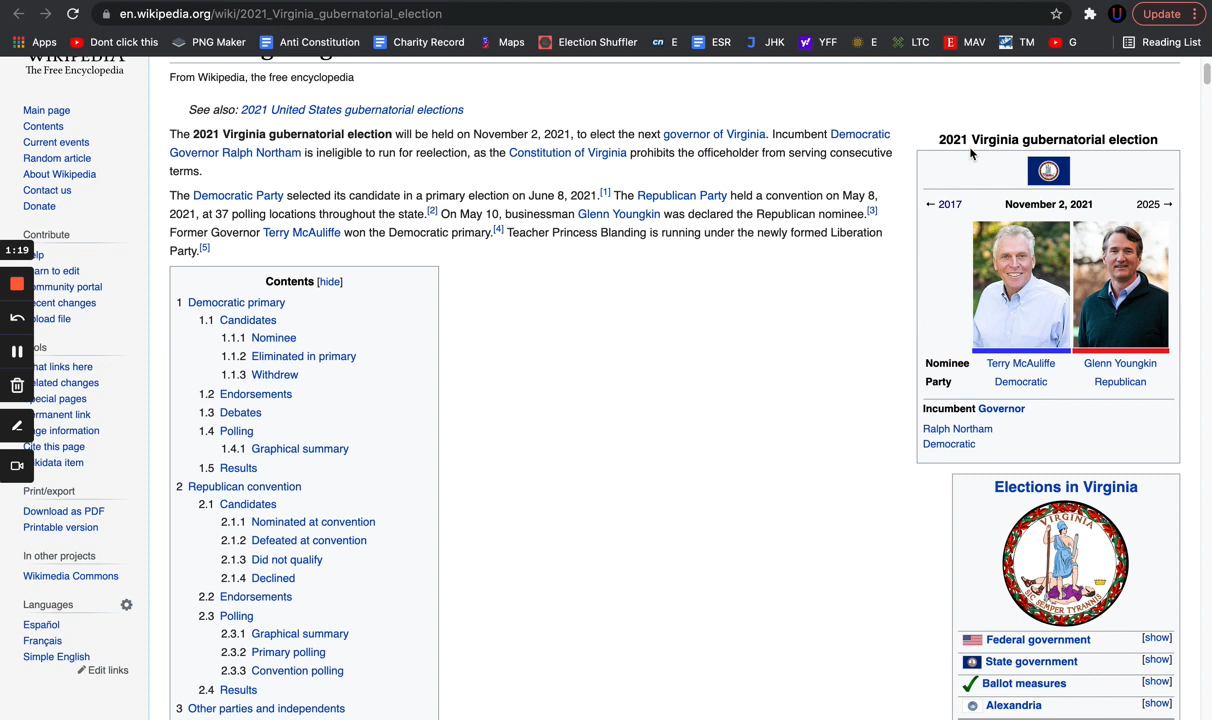 en.wikipedia.org/wiki/2021_Virginia_gubernatorial_election
Update
Apps
Dont click this
PNG Maker
Anti Constitution
Charity Record
Maps
Election Shuffler
cn E
ESR
J JHK
y! YFF
E
LTC
E MAV
TM
G
Reading List
WIKIPEDIA
The Free Encyclopedia
Main page
Contents
Current events
Random article
About Wikipedia
Contact us
Donate
Contribute
1:19
elp
arn to edit
ommunity portal
ecent changes
load file
ols
hat links here
elated changes
pecial pages
ermanent link
age information
Cite this page
ikidata item
Print/export
Download as PDF
Printable version
In other projects
Wikimedia Commons
Languages
Español
Français
Simple English
Edit links
From Wikipedia, the free encyclopedia
See also: 2021 United States gubernatorial elections
The 2021 Virginia gubernatorial election will be held on November 2, 2021, to elect the next governor of Virginia. Incumbent Democratic
Governor Ralph Northam is ineligible to run for reelection, as the Constitution of Virginia prohibits the officeholder from serving consecutive
terms.
The Democratic Party selected its candidate in a primary election on June 8, 2021.[1] The Republican Party held a convention on May 8,
2021, at 37 polling locations throughout the state.[2] On May 10, businessman Glenn Youngkin was declared the Republican nominee.[3]
Former Governor Terry McAuliffe won the Democratic primary.[4] Teacher Princess Blanding is running under the newly formed Liberation
Party.[5]
Contents [hide]
1 Democratic primary
1.1 Candidates
1.1.1 Nominee
1.1.2 Eliminated in primary
1.1.3 Withdrew
1.2 Endorsements
1.3 Debates
1.4 Polling
1.4.1 Graphical summary
1.5 Results
2 Republican convention
2.1 Candidates
2.1.1 Nominated at convention
2.1.2 Defeated at convention
2.1.3 Did not qualify
2.1.4 Declined
2.2 Endorsements
2.3 Polling
2.3.1 Graphical summary
2.3.2 Primary polling
2.3.3 Convention polling
2.4 Results
3 Other parties and independents
2021 Virginia gubernatorial election
← 2017 November 2, 2021 2025 →
Nominee Terry McAuliffe Glenn Youngkin
Party Democratic Republican
Incumbent Governor
Ralph Northam
Democratic
Elections in Virginia
VIRGINIA
SIC SEMPER TYRANNIS
Federal government [show]
State government [show]
Ballot measures [show]
Alexandria [show]